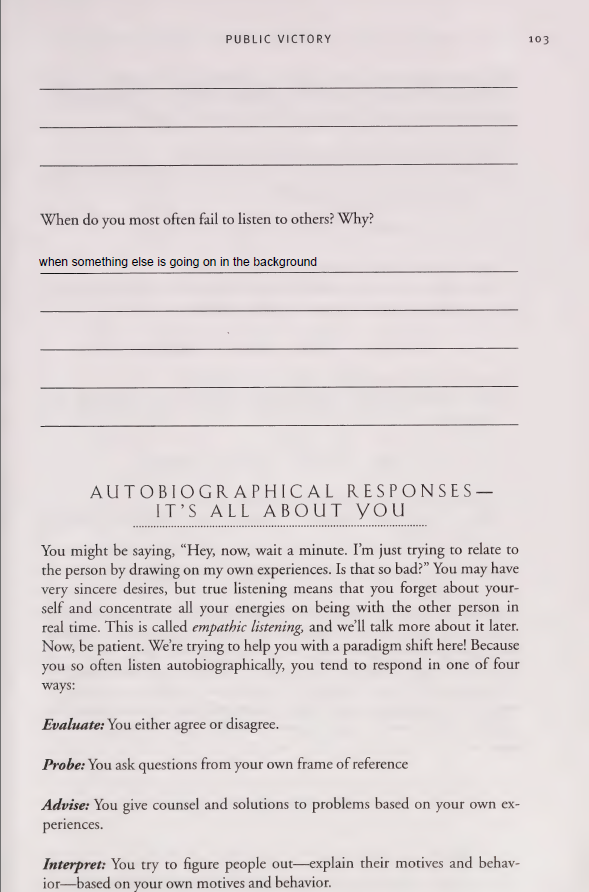 PUBLIC VICTORY 103
When do you most often fail to listen to others? Why?
when something else is going on in the background
AUTOBIOGRAPHICAL RESPONSES—
IT'S ALL ABOUT YOU
You might be saying, “Hey, now, wait a minute. I'm just trying to relate to
the person by drawing on my own experiences. Is that so bad?” You may have
very sincere desires, but true listening means that you forget about your-
self and concentrate all your energies on being with the other person in
real time. This is called empathic listening, and we'll talk more about it later.
Now, be patient. We're trying to help you with a paradigm shift here! Because
you so often listen autobiographically, you tend to respond in one of four
ways:
Evaluate: You either agree or disagree.
Probe: You ask questions from your own frame of reference
Advise: You give counsel and solutions to problems based on your own ex-
periences.
Interpret: You try to figure people out—explain their motives and behav-
ior—based on your own motives and behavior.